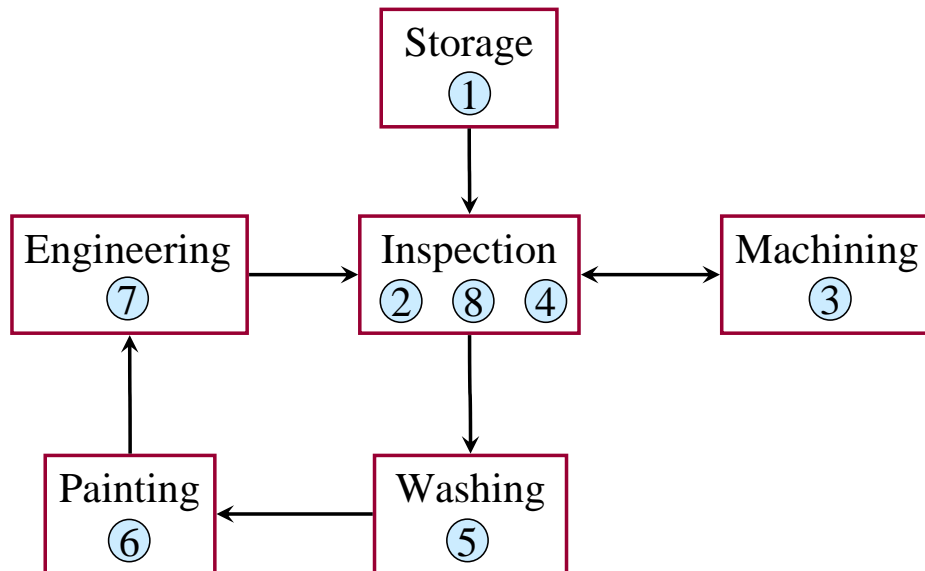 Storage
1
Engineering
7
Inspection
2 8 4
Machining
3
Painting
6
Washing
5